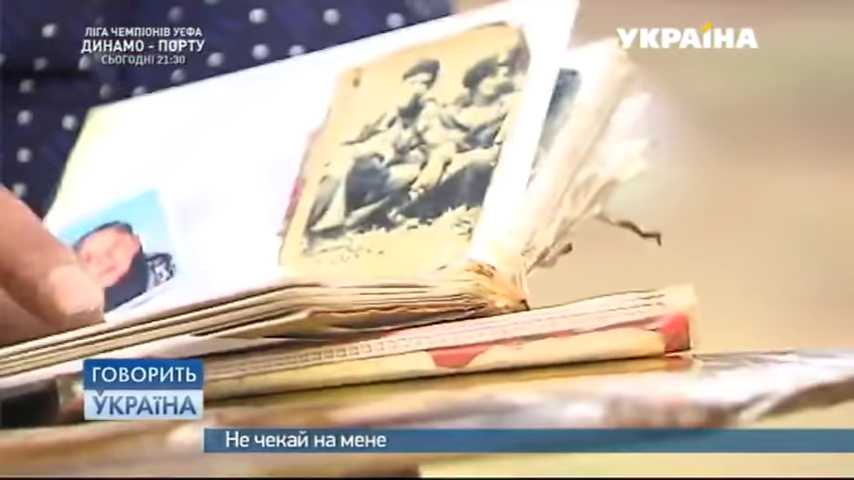 ЛІГА ЧЕМПІОНІВ УЄФА
ДИНАМО - ПОРТУ
СЬОГОДНІ 21:30
УКРАЇНА
ГОВОРИТЬ
УКРАЇНА
Не чекай на мене